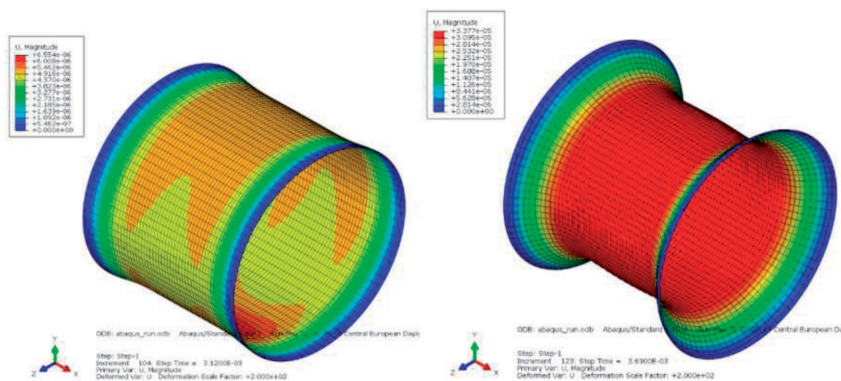 U, Magnitude
+6.554e-06
+6.008e-06
+5.462e-06
+4.916e-06
+4.370e-06
+3.823e-06
+3.277e-06
+2.731e-06
+2.185e-06
+1.639e-06
+1.092e-06
+5.462e-07
+0.000e+00
U, Magnitude
+3.377e-05
+3.095e-05
+2.814e-05
+2.532e-05
+2.251e-05
+1.970e-05
+1.688e-05
+1.407e-05
+1.126e-05
+8.441e-06
+5.628e-06
+2.814e-06
+0.000e+00
Y
Z
X
ODB: abaqus_run.odb Abaqus/Standard Central European Dayl
Step: Step-1
Increment 104: Step Time = 3.1200E-03
Primary Var: U, Magnitude
Deformed Var: U Deformation Scale Factor: +2.000e+02
Y
Z
X
ODB: abaqus_run.odb Abaqus/Standard Central European Da
Step: Step-1
Increment 123: Step Time = 3.6900E-03
Primary Var: U, Magnitude
Deformed Var: U Deformation Scale Factor: +2.000e+02